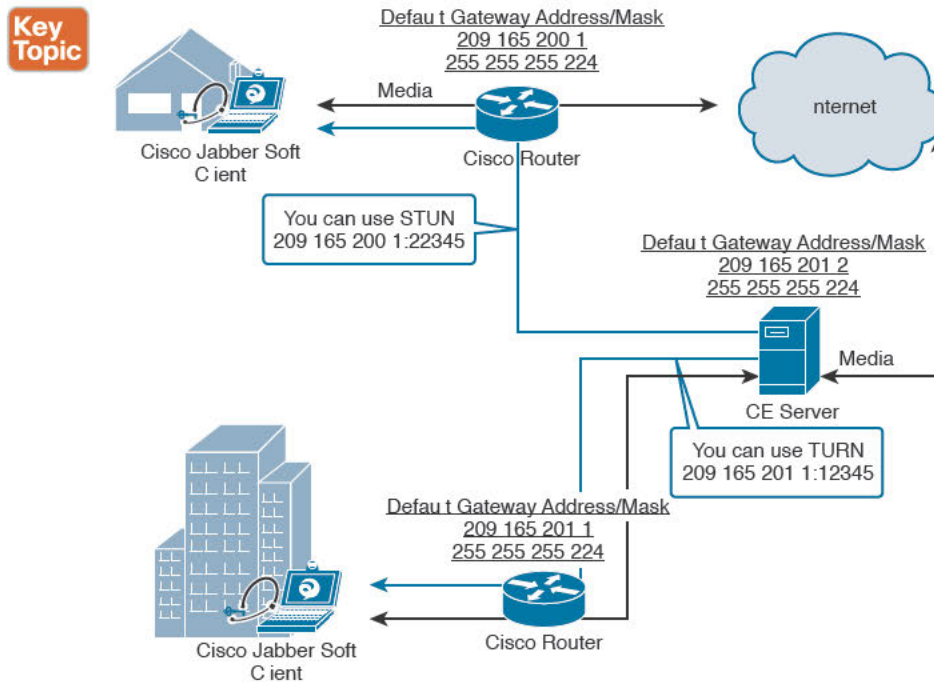 Key
Topic
Defau t Gateway Address/Mask
209 165 200 1
255 255 255 224
Media
nternet
Cisco Jabber Soft
C ient
Cisco Router
You can use STUN
209 165 200 1:22345
Defau t Gateway Address/Mask
209 165 201 2
255 255 255 224
Media
CE Server
You can use TURN
209 165 201 1:12345
Defau t Gateway Address/Mask
209 165 201 1
255 255 255 224
Cisco Router
Cisco Jabber Soft
C ient